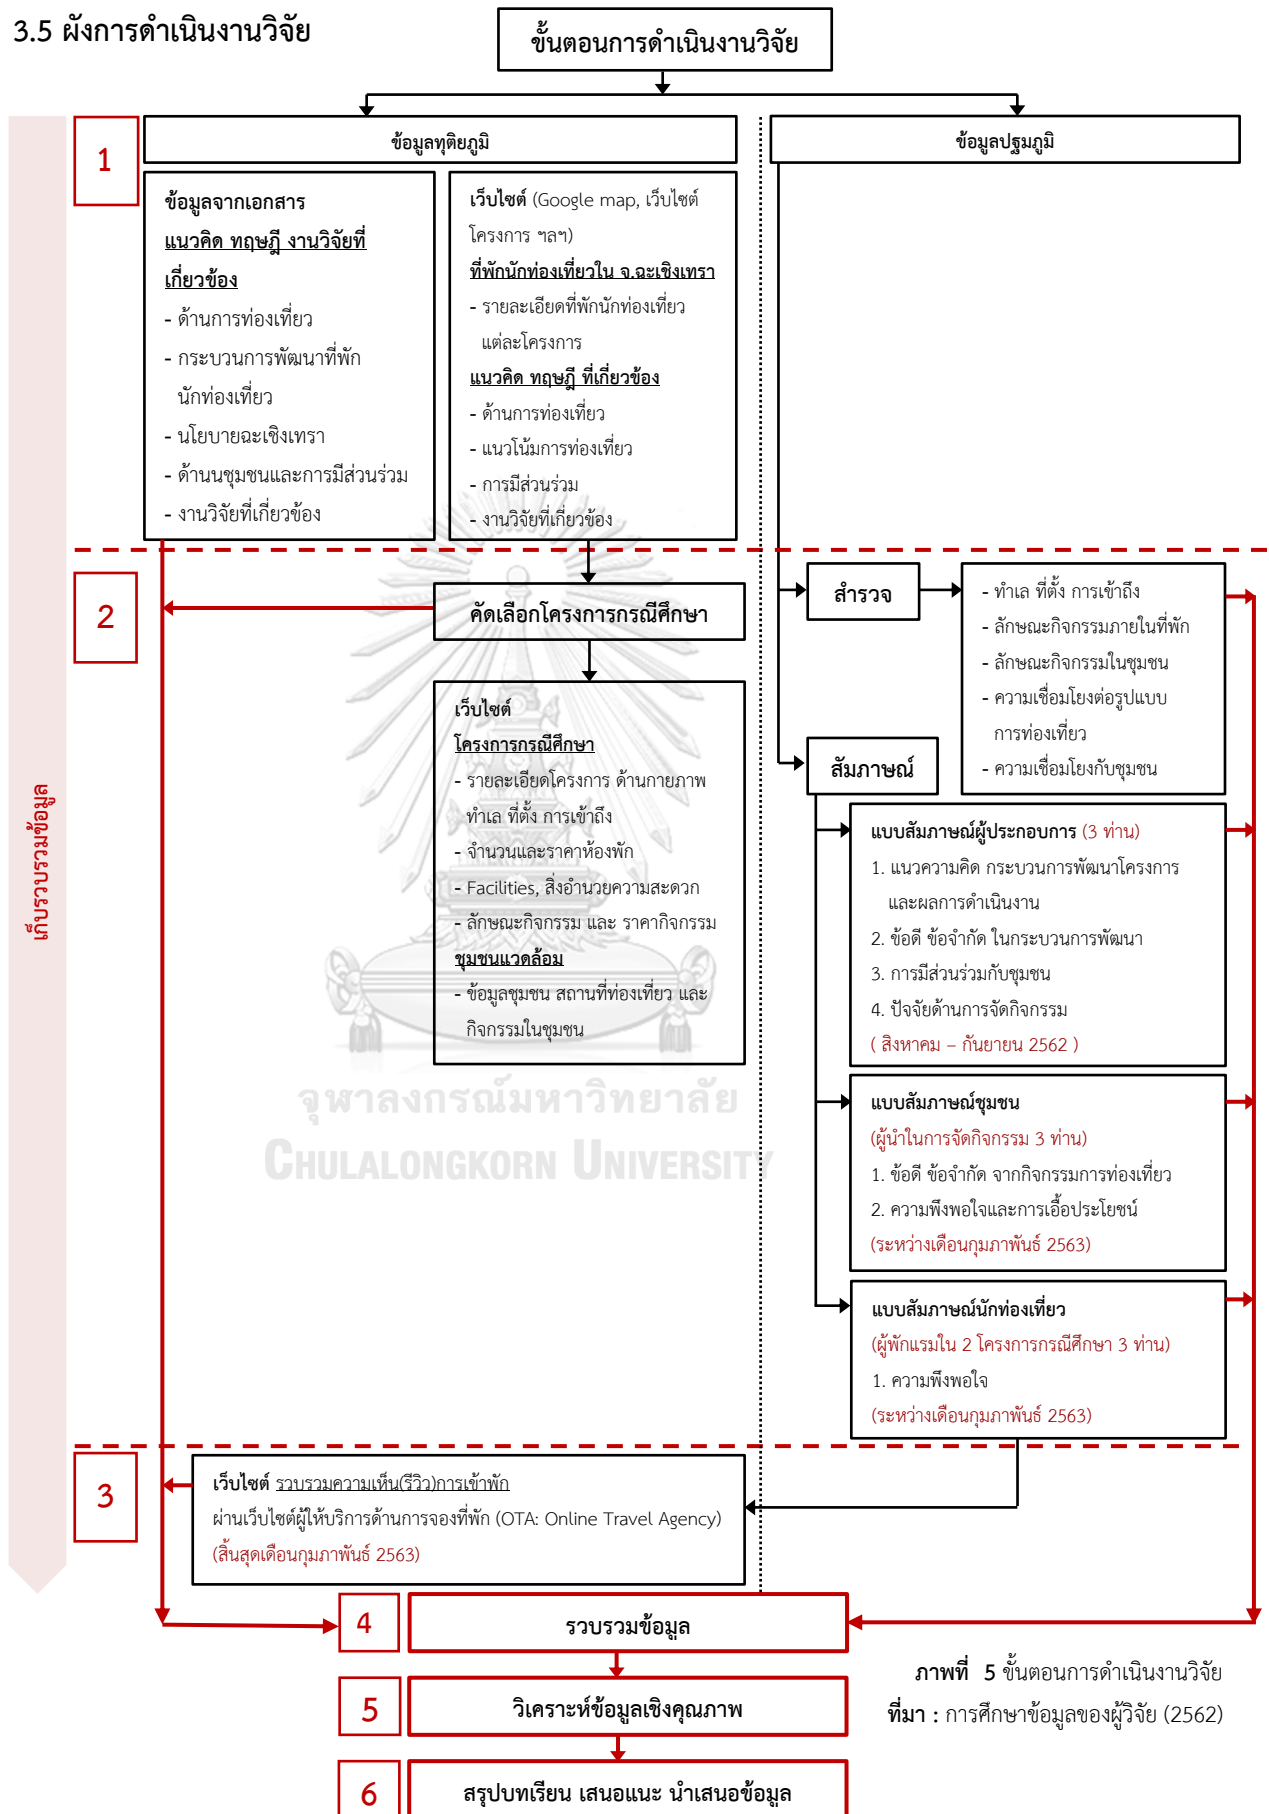 3.5 ผังการดำเนินงานวิจัย
ขั้นตอนการดำเนินงานวิจัย
1
ข้อมูลทุติยภูมิ
ข้อมูลปฐมภูมิ
ข้อมูลจากเอกสาร
แนวคิด ทฤษฎี งานวิจัยที่
เกี่ยวข้อง
- ด้านการท่องเที่ยว
- กระบวนการพัฒนาที่พัก
นักท่องเที่ยว
- นโยบายฉะเชิงเทรา
- ด้านนชุมชนและการมีส่วนร่วม
- งานวิจัยที่เกี่ยวข้อง
เว็บไซต์ (Google map, เว็บไซต์
โครงการ ฯลฯ)
ที่พักนักท่องเที่ยวใน จ.ฉะเชิงเทรา
- รายละเอียดที่พักนักท่องเที่ยว
แต่ละโครงการ
แนวคิด ทฤษฎี ที่เกี่ยวข้อง
- ด้านการท่องเที่ยว
- แนวโน้มการท่องเที่ยว
- การมีส่วนร่วม
- งานวิจัยที่เกี่ยวข้อง
เก็บรวบรวมข้อมูล
2
คัดเลือกโครงการกรณีศึกษา
เว็บไซต์
โครงการกรณีศึกษา
- รายละเอียดโครงการ ด้านกายภาพ
ทำเล ที่ตั้ง การเข้าถึง
- จำนวนและราคาห้องพัก
- Facilities, สิ่งอำนวยความสะดวก
- ลักษณะกิจกรรม และ ราคากิจกรรม
ชุมชนแวดล้อม
- ข้อมูลชุมชน สถานที่ท่องเที่ยว และ
กิจกรรมในชุมชน
สำรวจ
- ทำเล ที่ตั้ง การเข้าถึง
- ลักษณะกิจกรรมภายในที่พัก
- ลักษณะกิจกรรมในชุมชน
- ความเชื่อมโยงต่อรูปแบบ
การท่องเที่ยว
- ความเชื่อมโยงกับชุมชน
สัมภาษณ์
แบบสัมภาษณ์ผู้ประกอบการ (3 ท่าน)
1. แนวความคิด กระบวนการพัฒนาโครงการ
และผลการดำเนินงาน
2. ข้อดี ข้อจำกัด ในกระบวนการพัฒนา
3. การมีส่วนร่วมกับชุมชน
4. ปัจจัยด้านการจัดกิจกรรม
( สิงหาคม – กันยายน 2562 )
แบบสัมภาษณ์ชุมชน
(ผู้นำในการจัดกิจกรรม 3 ท่าน)
1. ข้อดี ข้อจำกัด จากกิจกรรมการท่องเที่ยว
2. ความพึงพอใจและการเอื้อประโยชน์
(ระหว่างเดือนกุมภาพันธ์ 2563)
แบบสัมภาษณ์นักท่องเที่ยว
(ผู้พักแรมใน 2 โครงการกรณีศึกษา 3 ท่าน)
1. ความพึงพอใจ
(ระหว่างเดือนกุมภาพันธ์ 2563)
จุฬาลงกรณ์มหาวิทยาลัย
CHULALONGKORN UNIVERSITY
3
เว็บไซต์ รวบรวมความเห็น(รีวิว)การเข้าพัก
ผ่านเว็บไซต์ผู้ให้บริการด้านการจองที่พัก (OTA: Online Travel Agency)
(สิ้นสุดเดือนกุมภาพันธ์ 2563)
4
รวบรวมข้อมูล
5
วิเคราะห์ข้อมูลเชิงคุณภาพ
6
สรุปบทเรียน เสนอแนะ นำเสนอข้อมูล
ภาพที่ 5 ขั้นตอนการดำเนินงานวิจัย
ที่มา : การศึกษาข้อมูลของผู้วิจัย (2562)